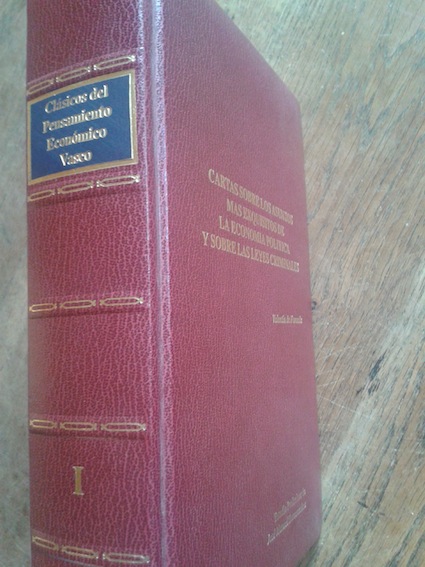 Clásicos del
Pensamiento
Económico
Vasco
I
CARTAS SOBRE LOS ASUNTOS
MAS EXQUISITOS DE
LA ECONOMIA POLITICA
Y SOBRE LAS LEYES CRIMINALES